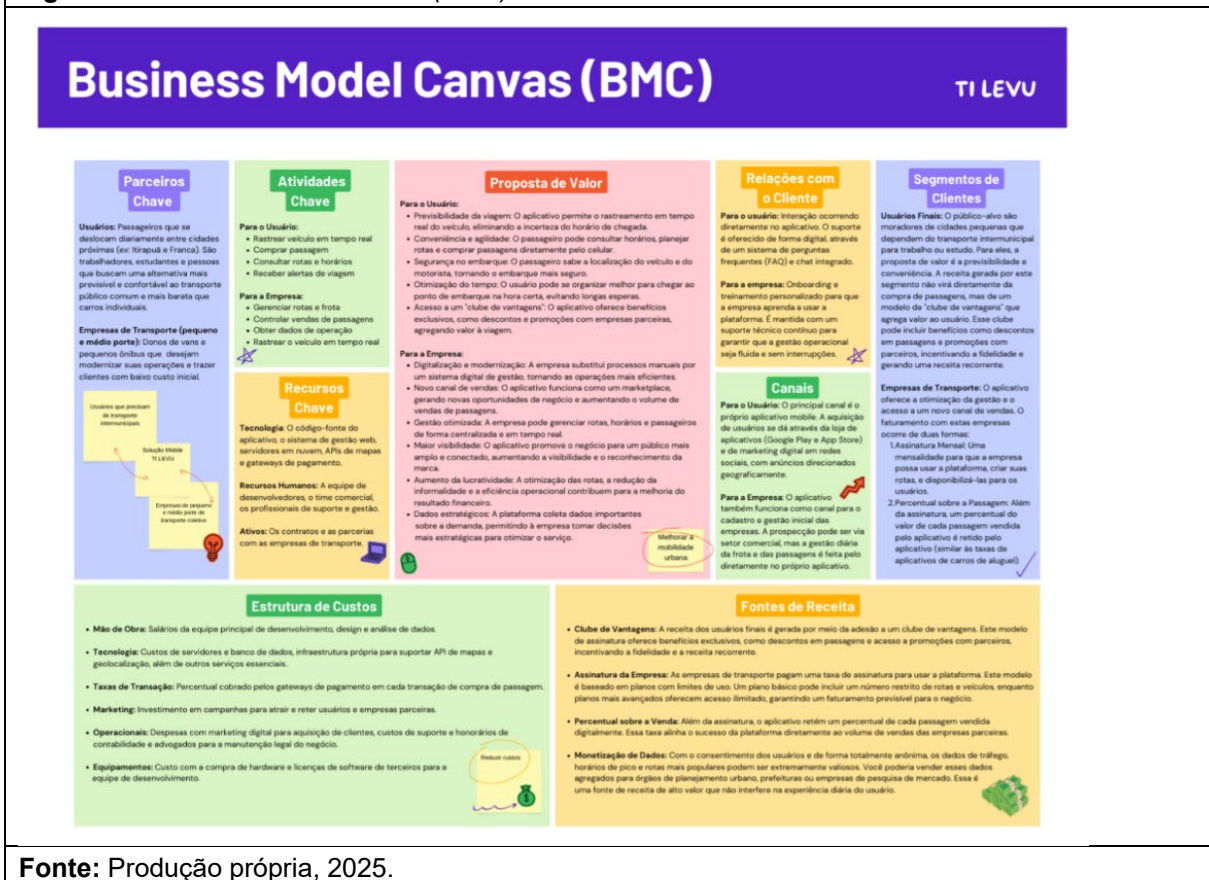 Business Model Canvas (BMC)
TI LEVU
Parceiros
Chave
Usuários: Passageiros que se
deslocam diariamente entre cidades
próximas (ex: Itirapuã e Franca). São
trabalhadores, estudantes e pessoas
que buscam uma alternativa mais
previsível e confortável ao transporte
público comum e mais barata que
carros individuais.
Empresas de Transporte (pequeno
e médio porte): Donos de vans e
pequenos ônibus que desejam
modernizar suas operações e trazer
clientes com baixo custo inicial.
Usuários que precisam
de transporte
intermunicipais.
Solução Mobile
TI LEVU
Empresas de pequeno
e médio parte de
transporte coletivo
Atividades
Chave
Para o Usuário:
• Rastrear veículo em tempo real
• Comprar passagem
• Consultar rotas e horários
• Receber alertas de viagem
Para a Empresa:
• Gerenciar rotas e frota
• Controlar vendas de passagens
• Obter dados de operação
• Rastrear o veículo em tempo real
Recursos
Chave
Tecnologia: O código-fonte do
aplicativo, o sistema de gestão web,
servidores em nuvem, APIs de mapas
e gateways de pagamento.
Recursos Humanos: A equipe de
desenvolvedores, o time comercial,
os profissionais de suporte e gestão.
Ativos: Os contratos e as parcerias
com as empresas de transporte.
Proposta de Valor
Para o Usuário:
• Previsibilidade da viagem: O aplicativo permite o rastreamento em tempo
real do veículo, eliminando a incerteza do horário de chegada.
• Conveniência e agilidade: O passageiro pode consultar horários, planejar
rotas e comprar passagens diretamente pelo celular.
• Segurança no embarque: O passageiro sabe a localização do veículo e do
motorista, tornando o embarque mais seguro.
• Otimização do tempo: O usuário pode se organizar melhor para chegar ao
ponto de embarque na hora certa, evitando longas esperas.
• Acesso a um "clube de vantagens": O aplicativo oferece benefícios
exclusivos, como descontos e promoções com empresas parceiras,
agregando valor à viagem.
Para a Empresa:
• Digitalização e modernização: A empresa substitui processos manuais por
um sistema digital de gestão, tornando as operações mais eficientes.
• Novo canal de vendas: O aplicativo funciona como um marketplace,
gerando novas oportunidades de negócio e aumentando o volume de
vendas de passagens.
• Gestão otimizada: A empresa pode gerenciar rotas, horários e passageiros
de forma centralizada e em tempo real.
• Maior visibilidade: O aplicativo promove o negócio para um público mais
amplo e conectado, aumentando a visibilidade e o reconhecimento da
marca.
• Aumento da lucratividade: A otimização das rotas, a redução da
informalidade e a eficiência operacional contribuem para a melhoria do
resultado financeiro.
• Dados estratégicos: A plataforma coleta dados importantes
sobre a demanda, permitindo à empresa tomar decisões
mais estratégicas para otimizar o serviço.
Melhorar a
mobilidade
urbana
Relações com
o Cliente
Para o usuário: Interação ocorrendo
diretamente no aplicativo. O suporte
é oferecido de forma digital, através
de um sistema de perguntas
frequentes (FAQ) e chat integrado.
Para a empresa: Onboarding e
treinamento personalizado para que
a empresa aprenda a usar a
plataforma. É mantida com um
suporte técnico contínuo para
garantir que a gestão operacional
seja fluida e sem interrupções.
Canais
Para o Usuário: O principal canal é o
próprio aplicativo mobile. A aquisição
de usuários se dá através da loja de
aplicativos (Google Play e App Store)
e de marketing digital em redes
sociais, com anúncios direcionados
geograficamente.
Para a Empresa: O aplicativo
também funciona como canal para o
cadastro e gestão inicial das
empresas. A prospecção pode ser via
setor comercial, mas a gestão diária
da frota e das passagens é feita pelo
diretamente no próprio aplicativo.
Segmentos de
Clientes
Usuários Finais: O público-alvo são
moradores de cidades pequenas que
dependem do transporte intermunicipal
para trabalho ou estudo. Para eles, a
proposta de valor é a previsibilidade e
conveniência. A receita gerada por este
segmento não virá diretamente da
compra de passagens, mas de um
modelo de "clube de vantagens" que
agrega valor ao usuário. Esse clube
pode incluir benefícios como descontos
em passagens e promoções com
parceiros, incentivando a fidelidade e
gerando uma receita recorrente.
Empresas de Transporte: O aplicativo
oferece a otimização da gestão e o
acesso a um novo canal de vendas. O
faturamento com estas empresas
ocorre de duas formas:
1. Assinatura Mensal: Uma
mensalidade para que a empresa
possa usar a plataforma, criar suas
rotas, e disponibilizá-las para os
usuários.
2. Percentual sobre a Passagem: Além
da assinatura, um percentual do
valor de cada passagem vendida
pelo aplicativo é retido pelo
aplicativo (similar às taxas de
aplicativos de carros de aluguel).
Estrutura de Custos
• Mão de Obra: Salários da equipe principal de desenvolvimento, design e análise de dados.
• Tecnologia: Custos de servidores e banco de dados, infraestrutura própria para suportar API de mapas e
geolocalização, além de outros serviços essenciais.
• Taxas de Transação: Percentual cobrado pelos gateways de pagamento em cada transação de compra de passagem.
• Marketing: Investimento em campanhas para atrair e reter usuários e empresas parceiras.
• Operacionais: Despesas com marketing digital para aquisição de clientes, custos de suporte e honorários de
contabilidade e advogados para a manutenção legal do negócio.
• Equipamentos: Custo com a compra de hardware e licenças de software de terceiros para a
equipe de desenvolvimento.
Reduzir custos
Fontes de Receita
• Clube de Vantagens: A receita dos usuários finais é gerada por meio da adesão a um clube de vantagens. Este modelo
de assinatura oferece benefícios exclusivos, como descontos em passagens e acesso a promoções com parceiros,
incentivando a fidelidade e a receita recorrente.
• Assinatura da Empresa: As empresas de transporte pagam uma taxa de assinatura para usar a plataforma. Este modelo
é baseado em planos com limites de uso. Um plano básico pode incluir um número restrito de rotas e veículos, enquanto
planos mais avançados oferecem acesso ilimitado, garantindo um faturamento previsível para o negócio.
• Percentual sobre a Venda: Além da assinatura, o aplicativo retém um percentual de cada passagem vendida
digitalmente. Essa taxa alinha o sucesso da plataforma diretamente ao volume de vendas das empresas parceiras.
• Monetização de Dados: Com o consentimento dos usuários e de forma totalmente anônima, os dados de tráfego,
horários de pico e rotas mais populares podem ser extremamente valiosos. Você poderia vender esses dados
agregados para órgãos de planejamento urbano, prefeituras ou empresas de pesquisa de mercado. Essa é
uma fonte de receita de alto valor que não interfere na experiência diária do usuário.
Fonte: Produção própria, 2025.